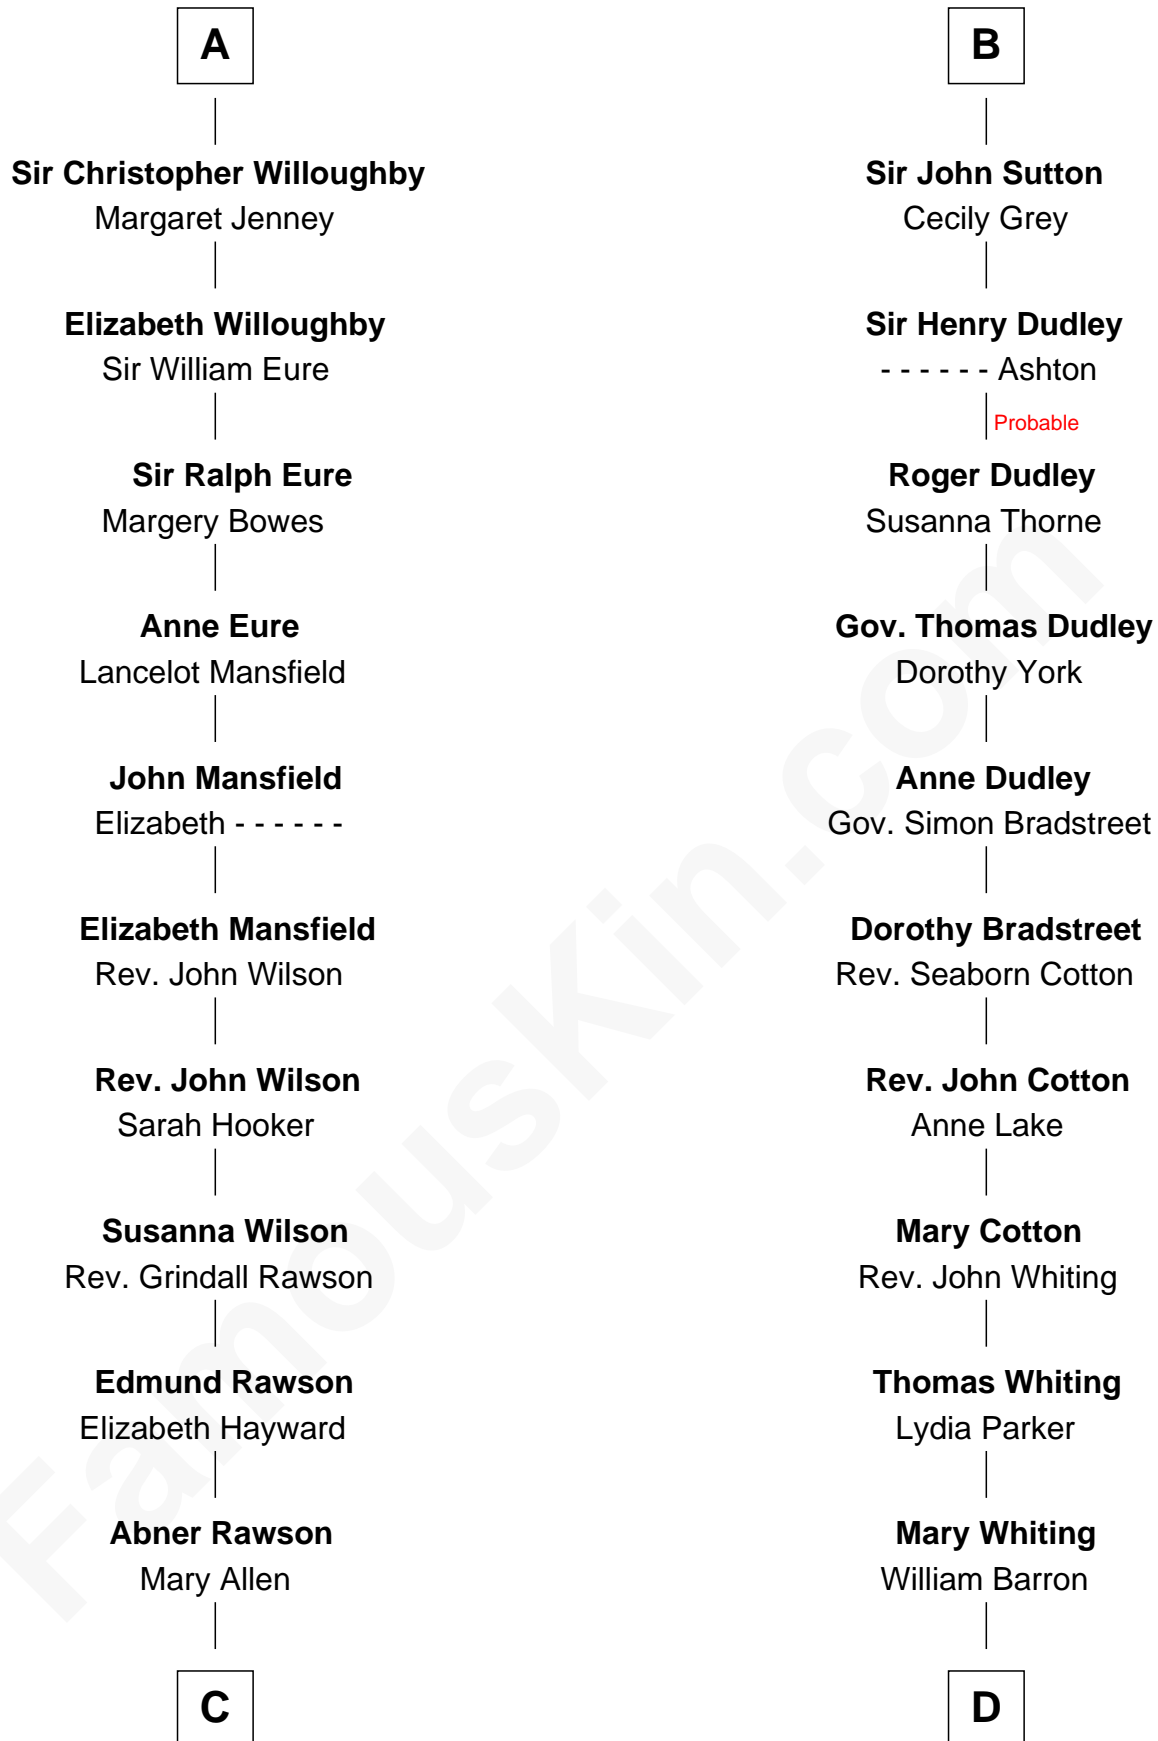 A
Sir Christopher Willoughby
Margaret Jenney
Elizabeth Willoughby
Sir William Eure
Sir Ralph Eure
Margery Bowes
Anne Eure
Lancelot Mansfield
John Mansfield
Elizabeth - - - - - -
Elizabeth Mansfield
Rev. John Wilson
Rev. John Wilson
Sarah Hooker
Susanna Wilson
Rev. Grindall Rawson
Edmund Rawson
Elizabeth Hayward
Abner Rawson
Mary Allen
C
B
Sir John Sutton
Cecily Grey
Sir Henry Dudley
- - - - - - Ashton
Probable
Roger Dudley
Susanna Thorne
Gov. Thomas Dudley
Dorothy York
Anne Dudley
Gov. Simon Bradstreet
Dorothy Bradstreet
Rev. Seaborn Cotton
Rev. John Cotton
Anne Lake
Mary Cotton
Rev. John Whiting
Thomas Whiting
Lydia Parker
Mary Whiting
William Barron
D
FamousKin.com